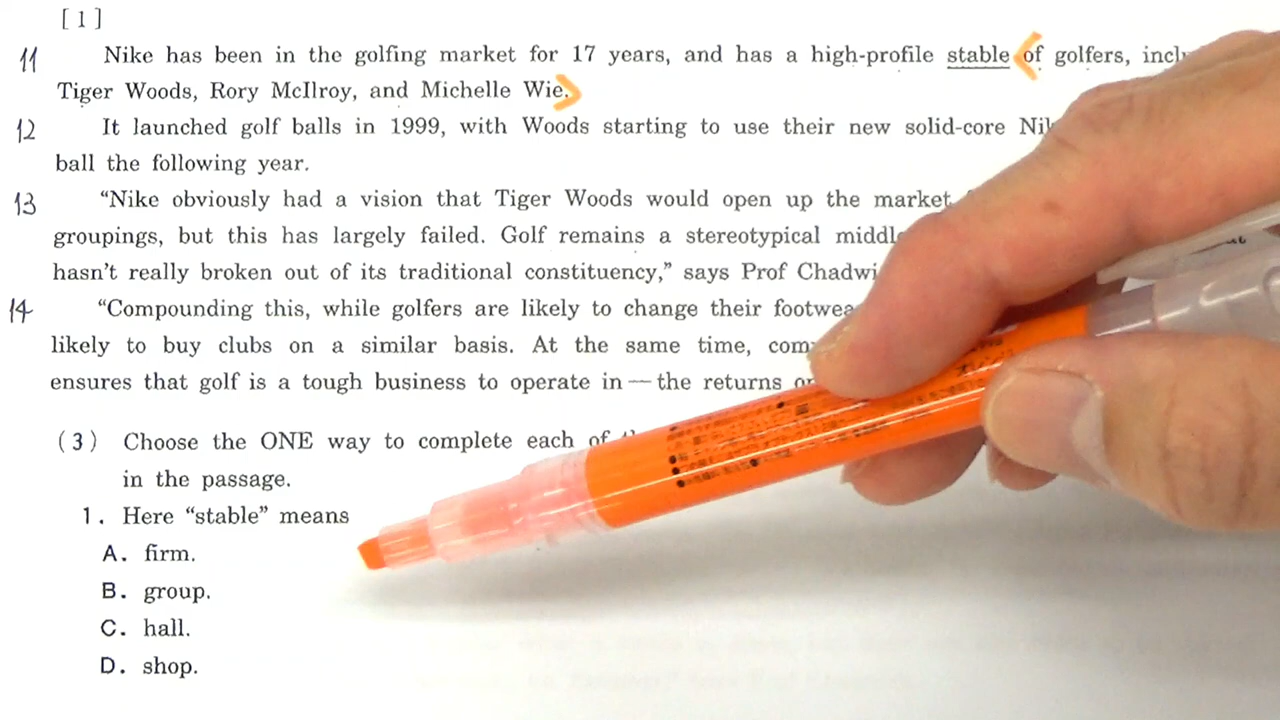 [1]
11 Nike has been in the golfing market for 17 years, and has a high-profile stable of golfers,
Tiger Woods, Rory McIlroy, and Michelle Wie.
12 It launched golf balls in 1999, with Woods starting to use their new solid-core
ball the following year.
13 “Nike obviously had a vision that Tiger Woods would open up the market
groupings, but this has largely failed. Golf remains a stereotypical
hasn't really broken out of its traditional constituency,” says Prof
14 “Compounding this, while golfers are likely to change their
likely to buy clubs on a similar basis. At the same time,
ensures that golf is a tough business to operate in — the returns
(3) Choose the ONE way to complete each of
in the passage.
1. Here “stable” means
A. firm.
B. group.
C. hall.
D. shop.